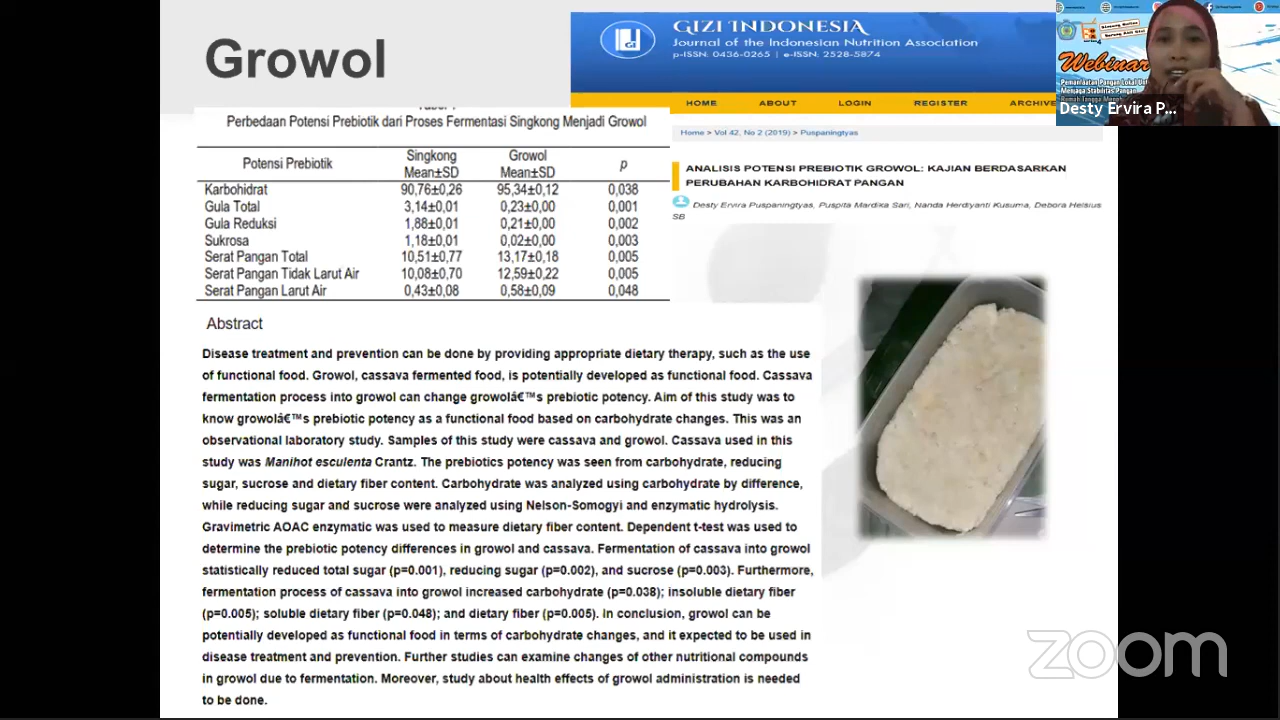 Growol
GIZI INDONESIA
Journal of the Indonesian Nutrition Association
p-ISSN: 0436-0265 | e-ISSN: 2528-5874
HOME ABOUT LOGIN REGISTER ARCHIVE
Home > Vol 42, No 2 (2019) > Puspaningtyas
ANALISIS POTENSI PREBIOTIK GROWOL: KAJIAN BERDASARKAN
PERUBAHAN KARBOHIDRAT PANGAN
Desty Ervira Puspaningtyas, Puspita Mardika Sari, Nanda Herdiyanti Kusuma, Debora Helsius
SB
Perbedaan Potensi Prebiotik dari Proses Fermentasi Singkong Menjadi Growol
Potensi Prebiotik Singkong Mean±SD Growol Mean±SD p
Karbohidrat 90,76±0,26 95,34±0,12 0,038
Gula Total 3,14±0,01 0,23±0,00 0,001
Gula Reduksi 1,88±0,01 0,21±0,00 0,002
Sukrosa 1,18±0,01 0,02±0,00 0,003
Serat Pangan Total 10,51±0,77 13,17±0,18 0,005
Serat Pangan Tidak Larut Air 10,08±0,70 12,59±0,22 0,005
Serat Pangan Larut Air 0,43±0,08 0,58±0,09 0,048
Abstract
Disease treatment and prevention can be done by providing appropriate dietary therapy, such as the use
of functional food. Growol, cassava fermented food, is potentially developed as functional food. Cassava
fermentation process into growol can change growolâ€™s prebiotic potency. Aim of this study was to
know growolâ€™s prebiotic potency as a functional food based on carbohydrate changes. This was an
observational laboratory study. Samples of this study were cassava and growol. Cassava used in this
study was Manihot esculenta Crantz. The prebiotics potency was seen from carbohydrate, reducing
sugar, sucrose and dietary fiber content. Carbohydrate was analyzed using carbohydrate by difference,
while reducing sugar and sucrose were analyzed using Nelson-Somogyi and enzymatic hydrolysis.
Gravimetric AOAC enzymatic was used to measure dietary fiber content. Dependent t-test was used to
determine the prebiotic potency differences in growol and cassava. Fermentation of cassava into growol
statistically reduced total sugar (p=0.001), reducing sugar (p=0.002), and sucrose (p=0.003). Furthermore,
fermentation process of cassava into growol increased carbohydrate (p=0.038); insoluble dietary fiber
(p=0.005); soluble dietary fiber (p=0.048); and dietary fiber (p=0.005). In conclusion, growol can be
potentially developed as functional food in terms of carbohydrate changes, and it expected to be used in
disease treatment and prevention. Further studies can examine changes of other nutritional compounds
in growol due to fermentation. Moreover, study about health effects of growol administration is needed
to be done.
Webinar
Pemanfaatan Pangan Lokal Unt
Menjaga Stabilitas Pangan
Desty Ervira P...
zoom